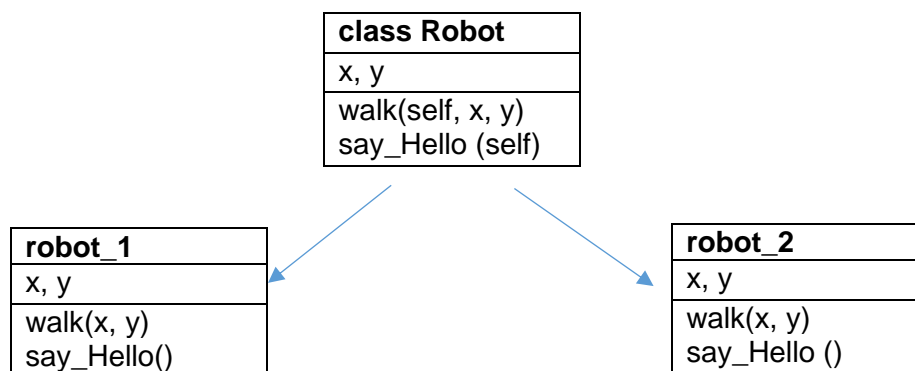 class Robot
x, y
walk(self, x, y)
say_Hello (self)
robot_1
x, y
walk(x, y)
say_Hello()
robot_2
x, y
walk(x, y)
say_Hello ()